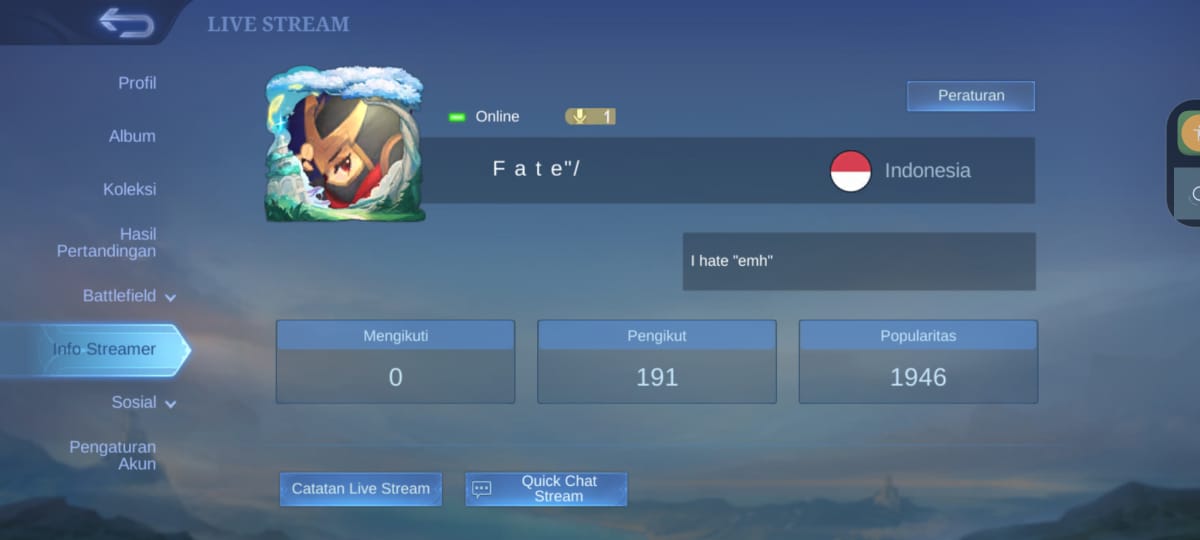 LIVE STREAM
Profil
Album
Koleksi
Hasil
Pertandingan
Battlefield
Info Streamer
Sosial
Pengaturan
Akun
Online
1
Peraturan
F a t e"/
Indonesia
I hate "emh"
Mengikuti
0
Pengikut
191
Popularitas
1946
Catatan Live Stream
Quick Chat
Stream